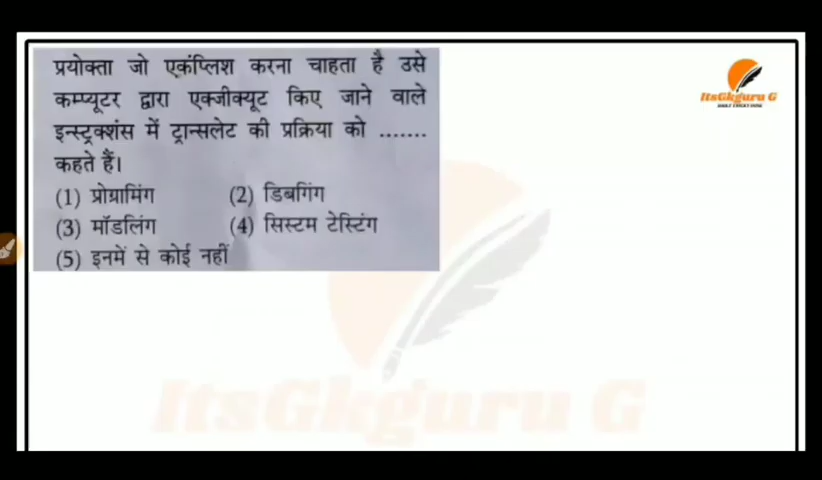 प्रयोक्ता जो एकंप्लिश करना चाहता है उसे
कम्प्यूटर द्वारा एक्जीक्यूट किए जाने वाले
इन्स्ट्रक्शंस में ट्रान्सलेट की प्रक्रिया को .......
कहते हैं।
(1) प्रोग्रामिंग (2) डिबगिंग
(3) मॉडलिंग (4) सिस्टम टेस्टिंग
(5) इनमें से कोई नहीं
ItsGkguru G
ItsGkguru G